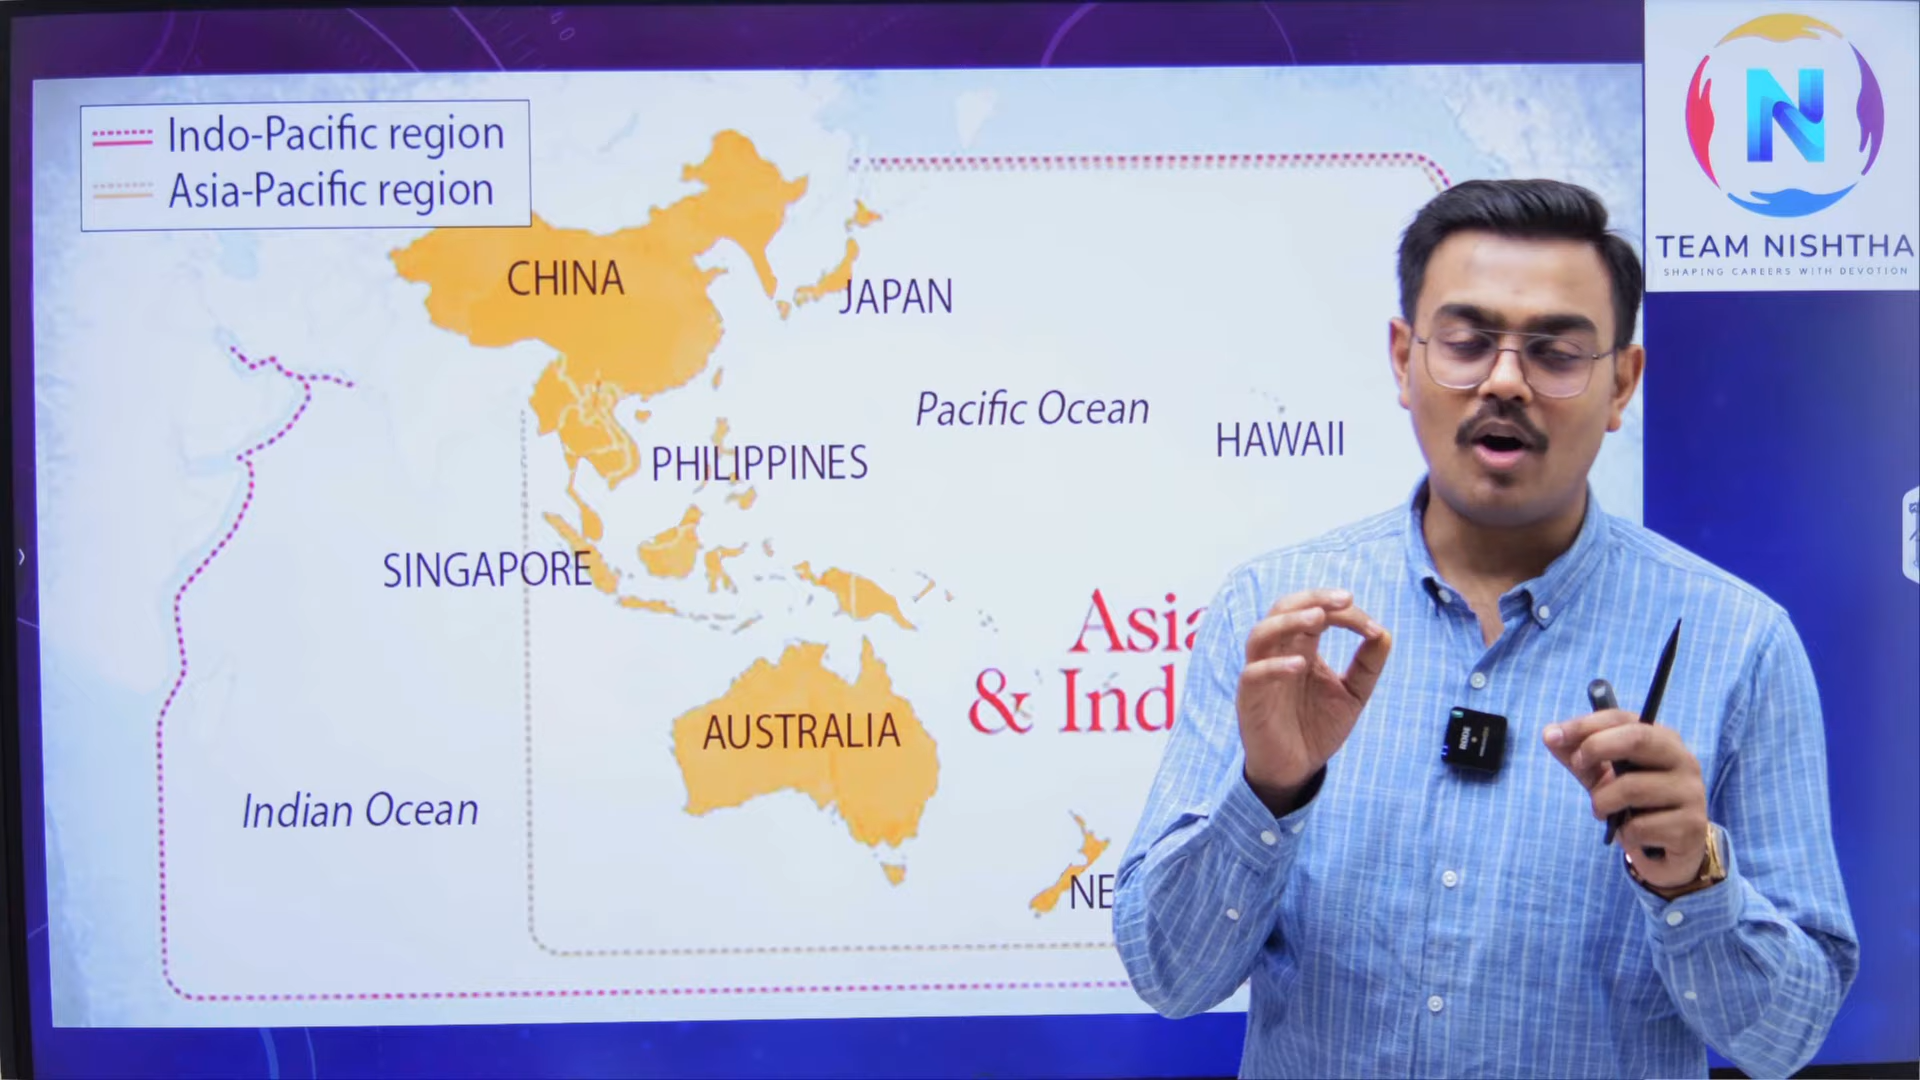 Indo-Pacific region
Asia-Pacific region
TEAM NISHTHA
SHAPING CAREERS WITH DEVOTION
CHINA
JAPAN
Pacific Ocean
HAWAII
PHILIPPINES
SINGAPORE
Asia
& Ind
AUSTRALIA
Indian Ocean
NE
RODE